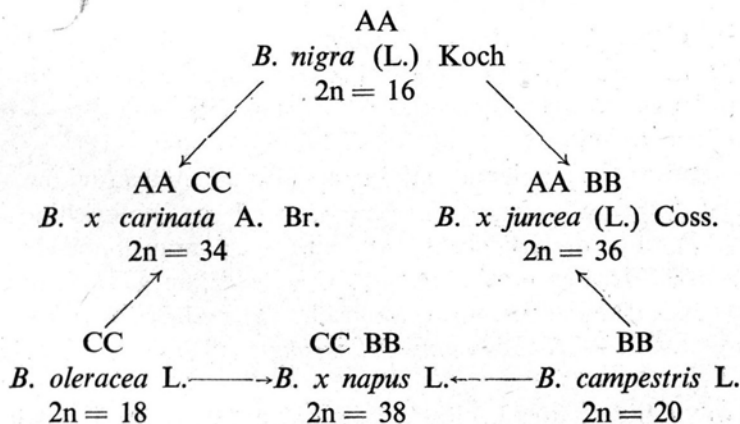 AA
B. nigra (L.) Koch
2n = 16
AA CC
B. x carinata A. Br.
2n = 34
AA BB
B. x juncea (L.) Coss.
2n = 36
CC
B. oleracea L.
2n = 18
CC BB
B. x napus L.
2n = 38
BB
B. campestris L.
2n = 20